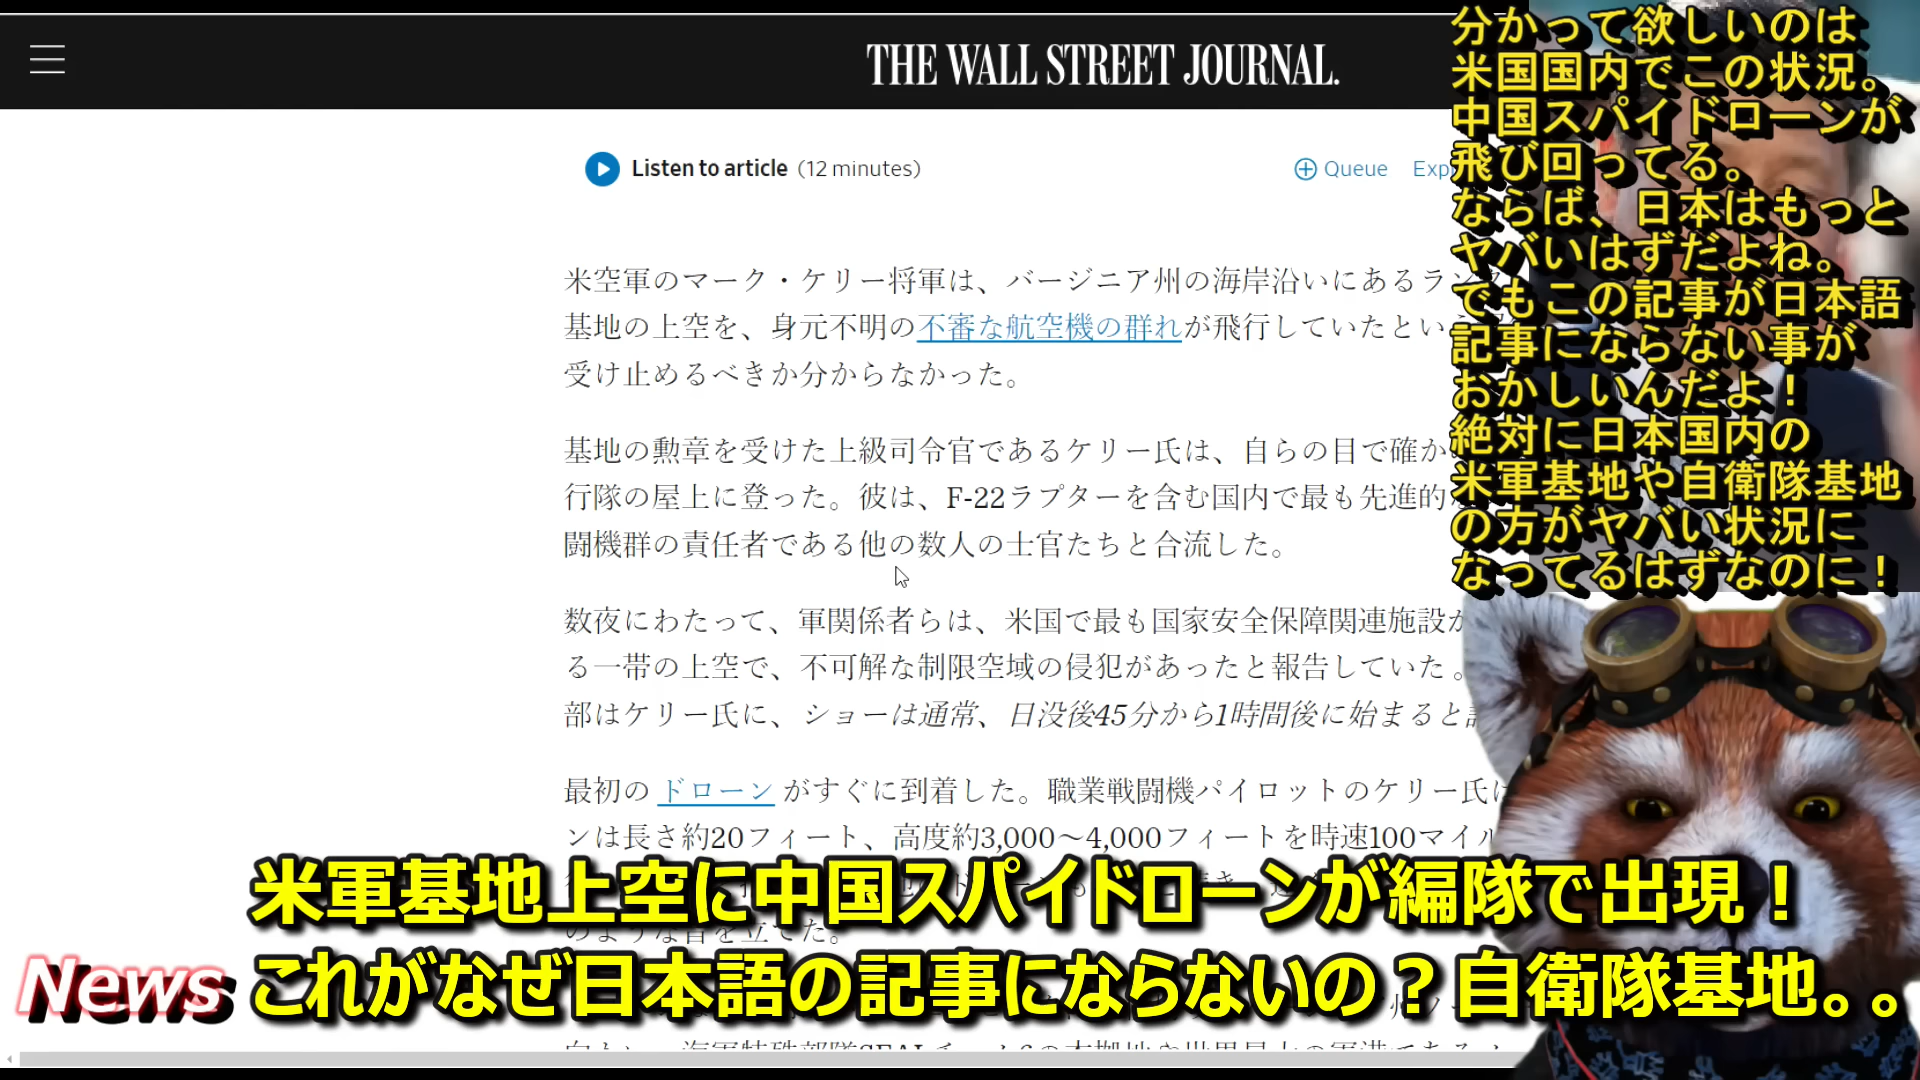 THE WALL STREET JOURNAL.
Listen to article (12 minutes)
Queue
米空軍のマーク・ケリー将軍は、バージニア州の海岸沿いにあるラン
基地の上空を、身元不明の不審な航空機の群れが飛行していたとい
受け止めるべきか分からなかった。
基地の勲章を受けた上級司令官であるケリー氏は、自らの目で確か
行隊の屋上に登った。彼は、F-22ラプターを含む国内で最も先進的
闘機群の責任者である他の数人の士官たちと合流した。
数夜にわたって、軍関係者らは、米国で最も国家安全保障関連施設が
る一帯の上空で、不可解な制限空域の侵犯があったと報告していた。
部はケリー氏に、ショーは通常、日没後45分から1時間後に始まると
最初の ドローン がすぐに到着した。職業戦闘機パイロットのケリー氏は
ンは長さ約20フィート、高度約3,000〜4,000フィートを時速100マイル
のような音を立てた。
分かって欲しいのは
米国国内でこの状況。
中国スパイドローンが
飛び回ってる。
ならば、日本はもっと
ヤバいはずだよね。
でもこの記事が日本語
記事にならない事が
おかしいんだよ！
絶対に日本国内の
米軍基地や自衛隊基地
の方がヤバい状況に
なってるはずなのに！
米軍基地上空に中国スパイドローンが編隊で出現！
News
これがなぜ日本語の記事にならないの？自衛隊基地。。